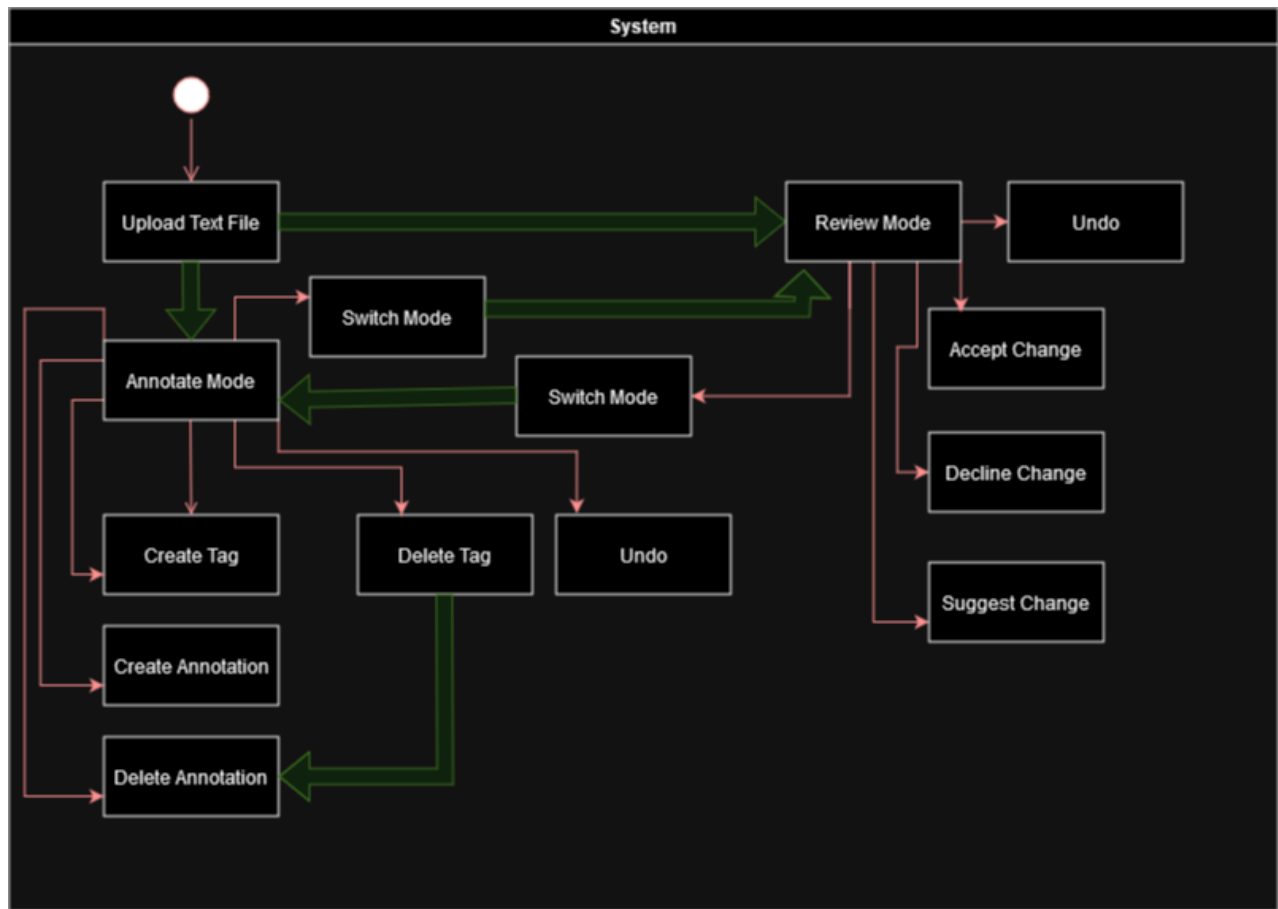 System
Upload Text File
Review Mode
Undo
Switch Mode
Accept Change
Annotate Mode
Switch Mode
Decline Change
Create Tag
Delete Tag
Undo
Suggest Change
Create Annotation
Delete Annotation